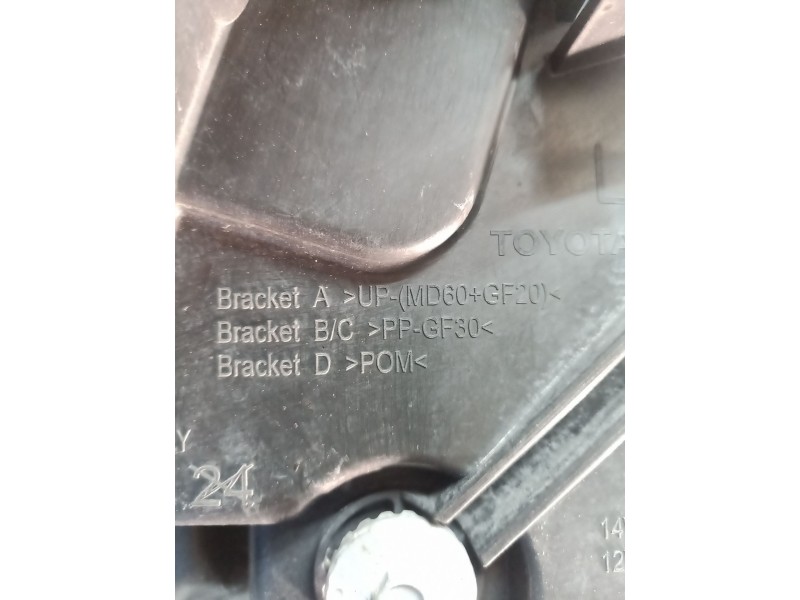 TOYOTA
Bracket A >UP-(MD60+GF20)<
Bracket B/C >PP-GF30<
Bracket D >POM<
24